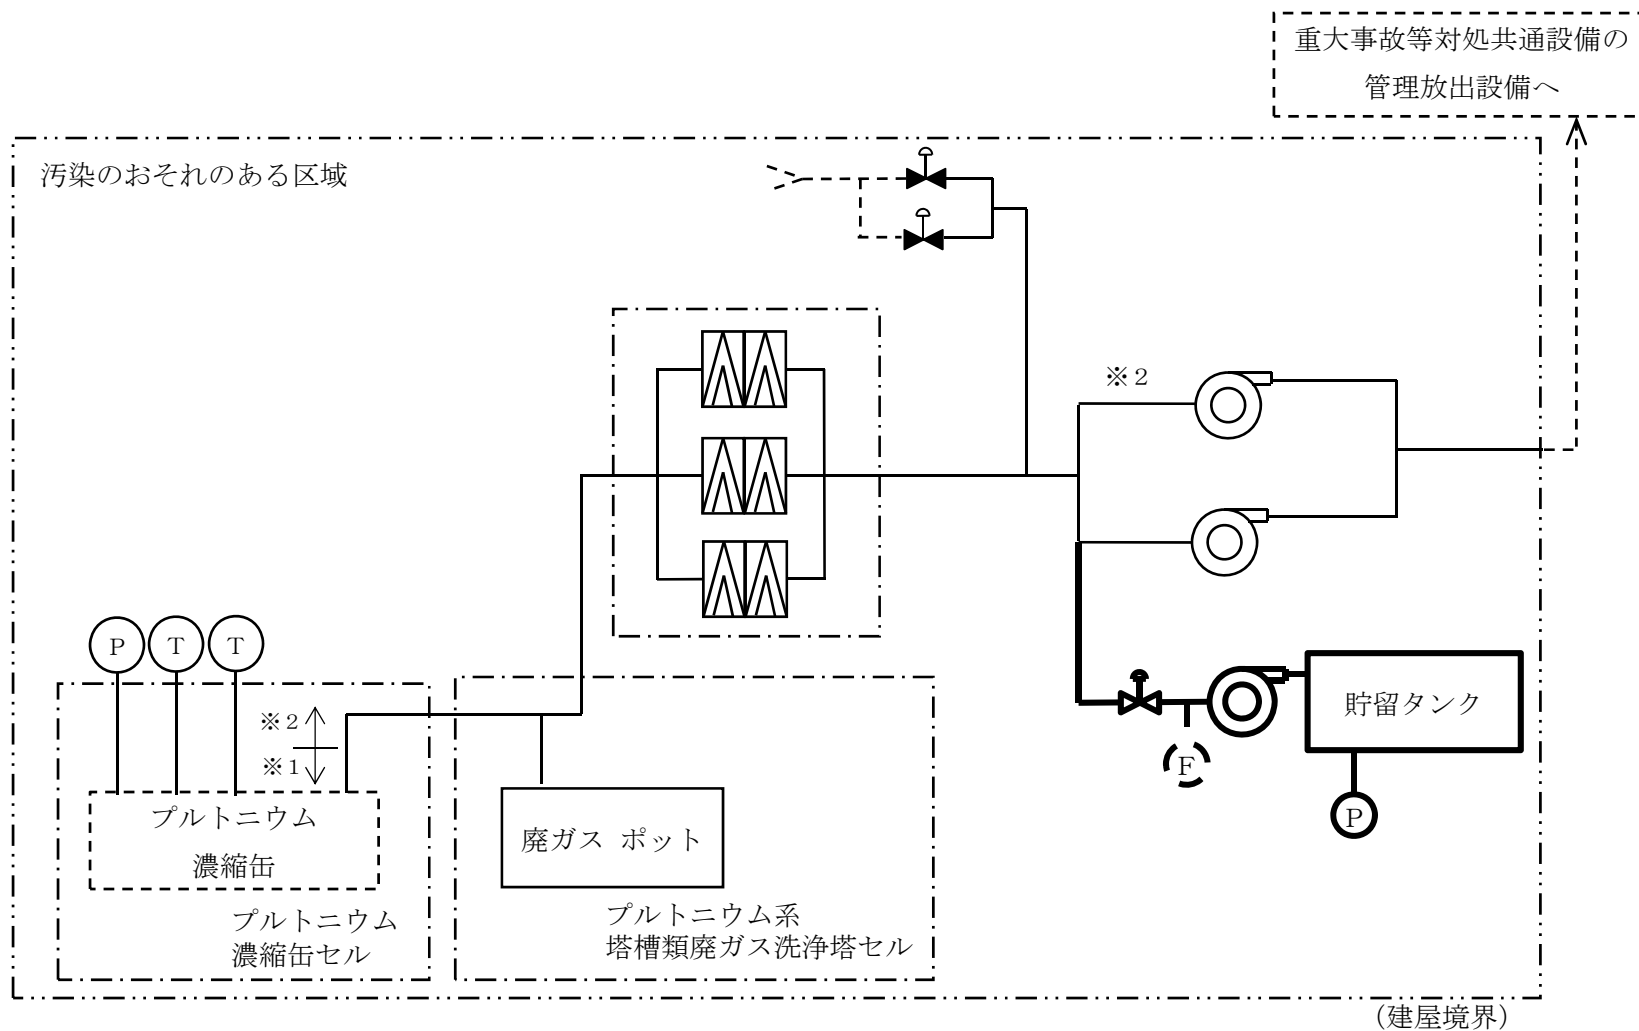 重大事故等対処共通設備の
管理放出設備へ
汚染のおそれのある区域
※２
P
T
T
※２
※１
プルトニウム
濃縮缶
プルトニウム
濃縮缶セル
廃ガス ポット
プルトニウム系
塔槽類廃ガス洗浄塔セル
貯留タンク
F
P
（建屋境界）